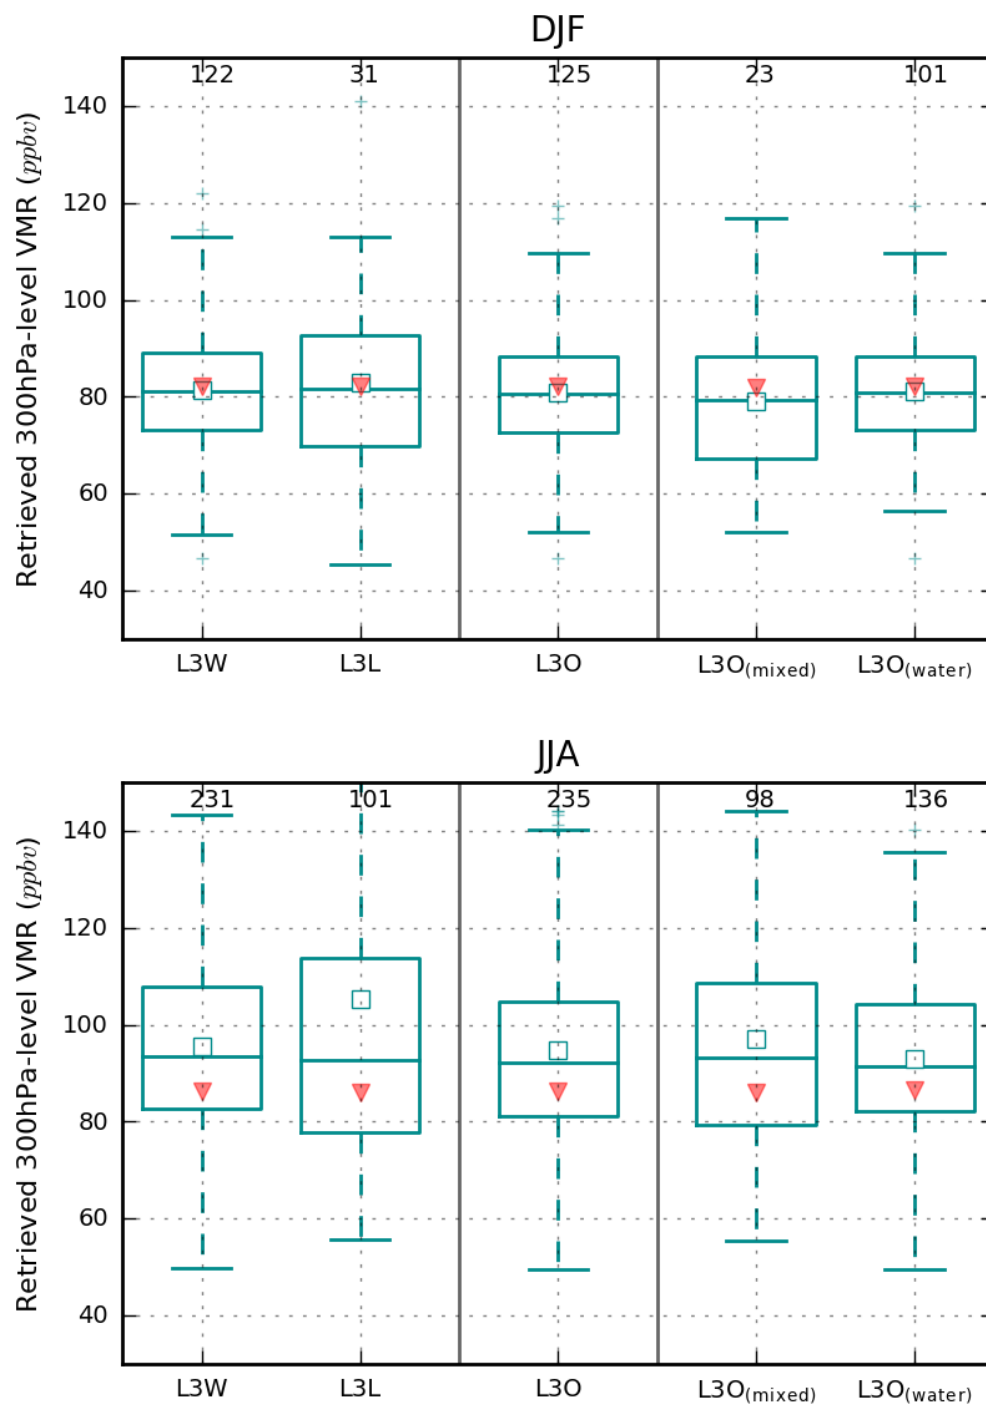 DJF
122 31 125 23 101
140
120
100
80
60
40
Retrieved 300hPa-level VMR (ppbv)
L3W L3L L3O L3O(mixed) L3O(water)
JJA
231 101 235 98 136
140
120
100
80
60
40
Retrieved 300hPa-level VMR (ppbv)
L3W L3L L3O L3O(mixed) L3O(water)